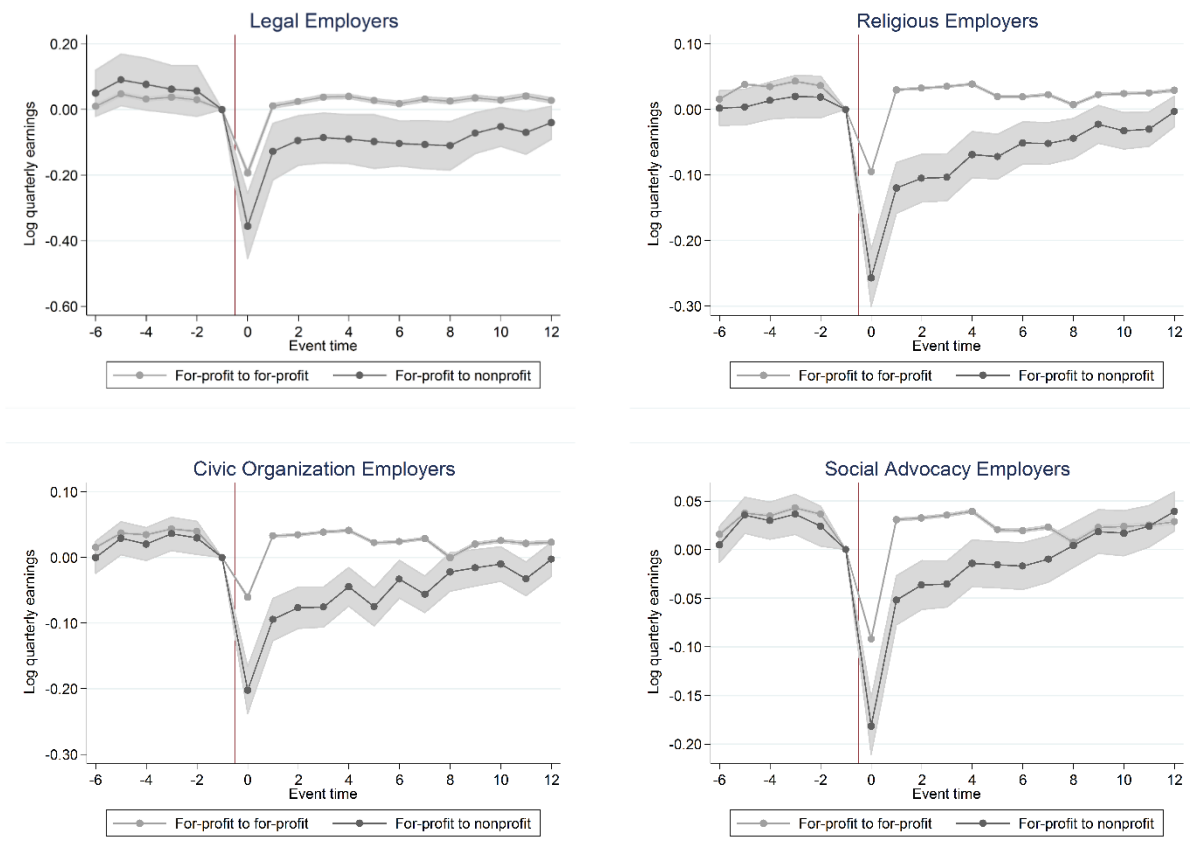 Legal Employers
0.20
0.00
-0.20
-0.40
-0.60
Log quarterly earnings
-6 -4 -2 0 2 4 6 8 10 12
Event time
For-profit to for-profit For-profit to nonprofit
Religious Employers
0.10
0.00
-0.10
-0.20
-0.30
Log quarterly earnings
-6 -4 -2 0 2 4 6 8 10 12
Event time
For-profit to for-profit For-profit to nonprofit
Civic Organization Employers
0.10
0.00
-0.10
-0.20
-0.30
Log quarterly earnings
-6 -4 -2 0 2 4 6 8 10 12
Event time
For-profit to for-profit For-profit to nonprofit
Social Advocacy Employers
0.05
0.00
-0.05
-0.10
-0.15
-0.20
Log quarterly earnings
-6 -4 -2 0 2 4 6 8 10 12
Event time
For-profit to for-profit For-profit to nonprofit